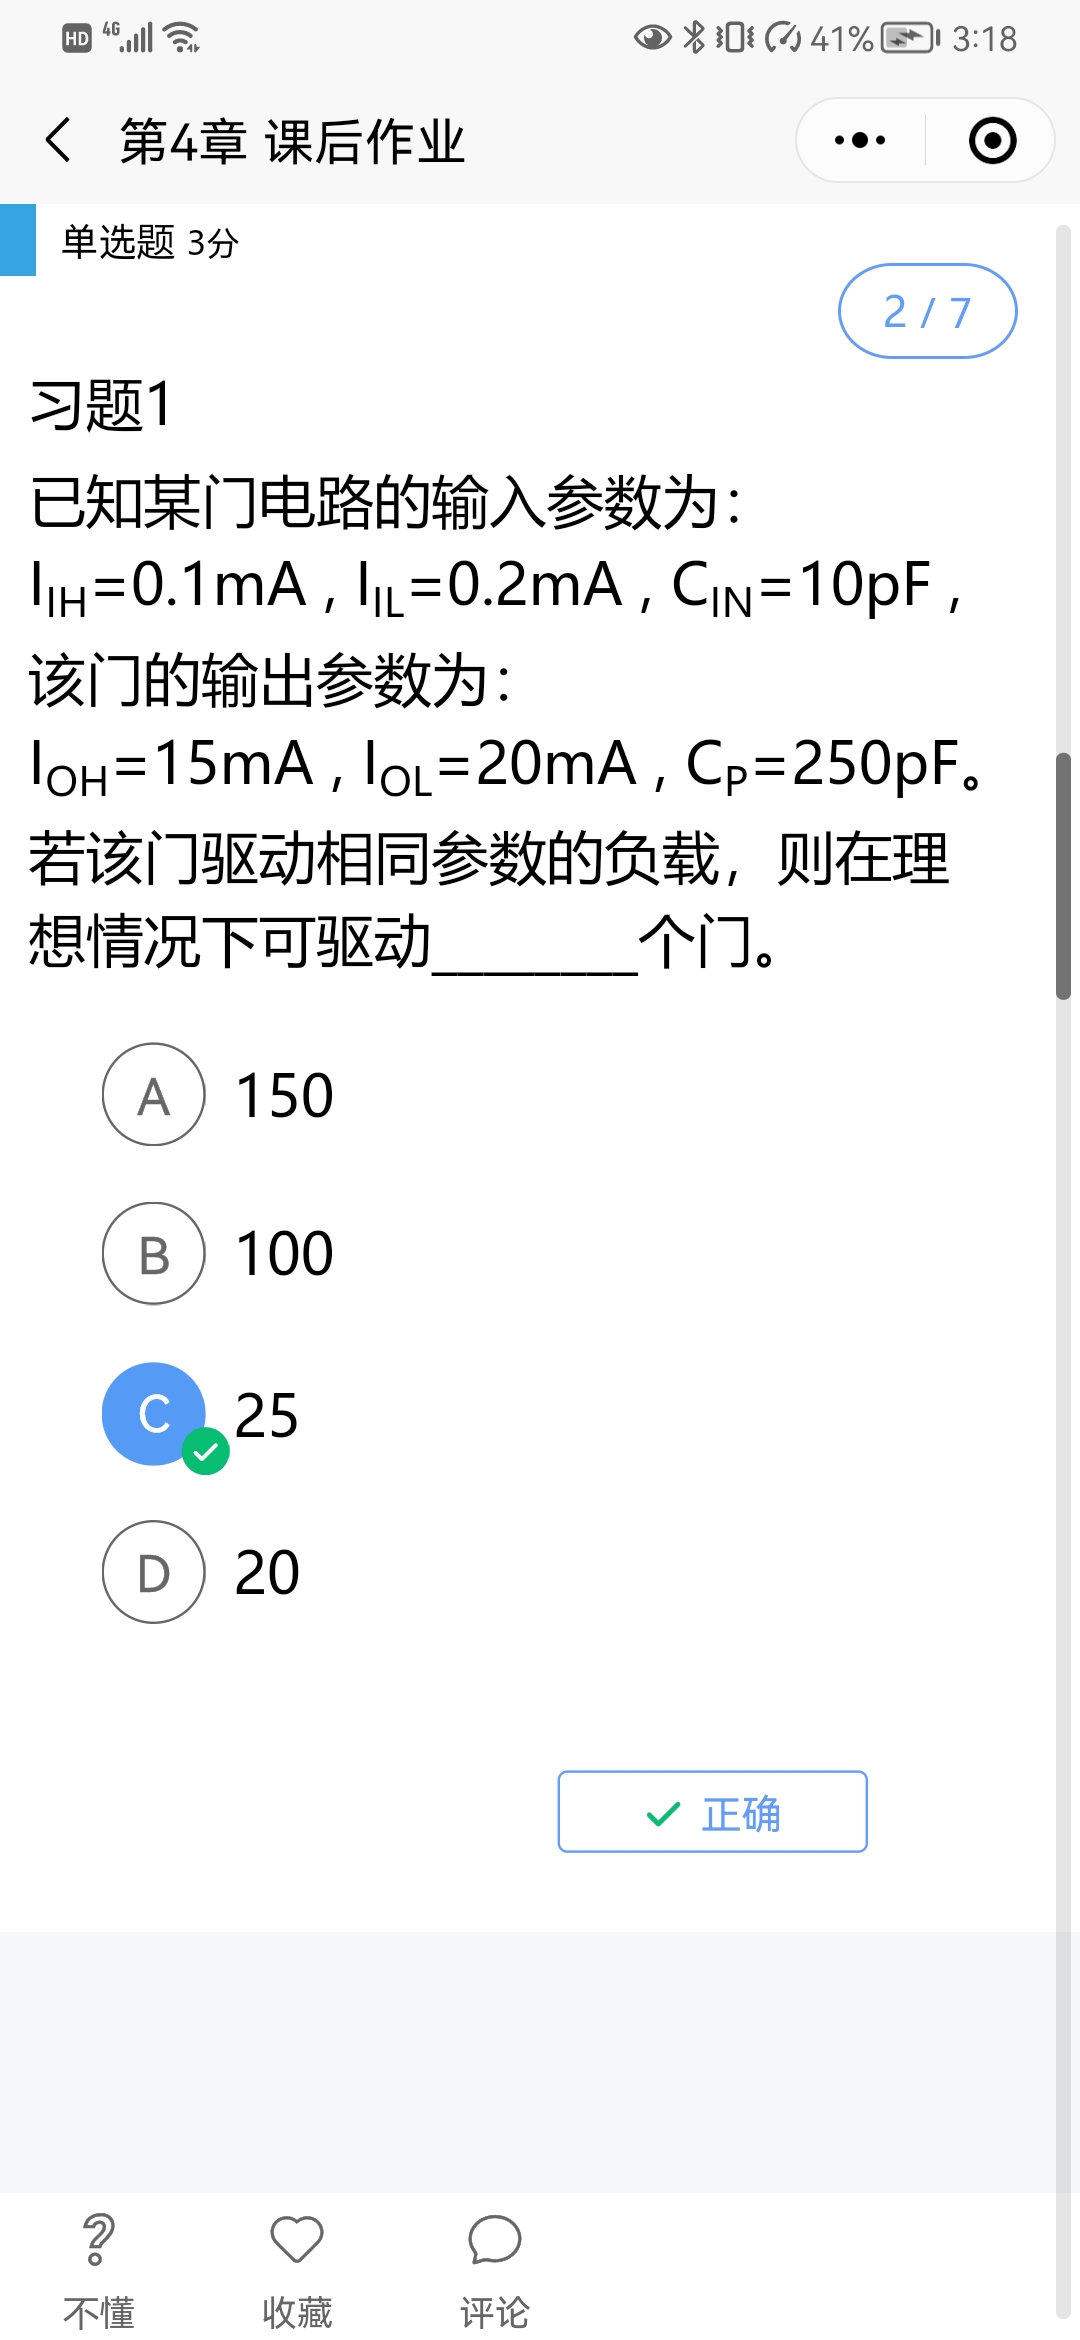 HD 4G 41% 3:18
第4章 课后作业
单选题 3分
2 / 7
习题1
已知某门电路的输入参数为：
IIH=0.1mA , IIL=0.2mA , CIN=10pF ,
该门的输出参数为：
IOH=15mA , IOL=20mA , CP=250pF。
若该门驱动相同参数的负载，则在理
想情况下可驱动________个门。
A 150
B 100
C 25
D 20
正确
不懂 收藏 评论